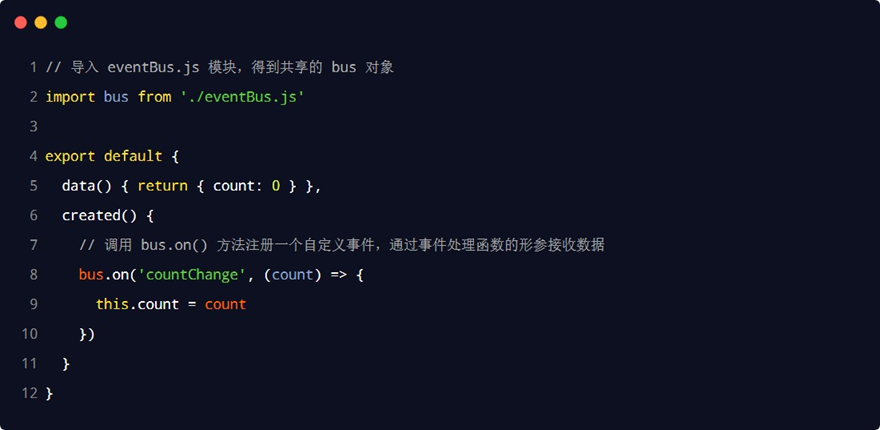 1 // 导入 eventBus.js 模块，得到共享的 bus 对象
2 import bus from './eventBus.js'
3
4 export default {
5   data() { return { count: 0 } },
6   created() {
7     // 调用 bus.on() 方法注册一个自定义事件，通过事件处理函数的形参接收数据
8     bus.on('countChange', (count) => {
9       this.count = count
10     })
11   }
12 }